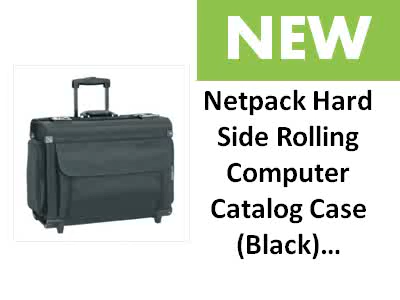 NEW
Netpack Hard
Side Rolling
Computer
Catalog Case
(Black)...